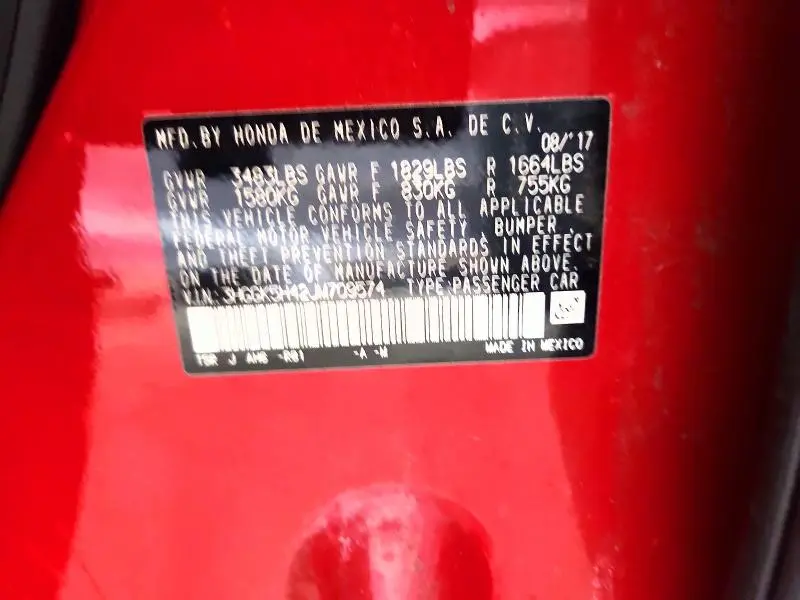 MFD.BY HONDA DE MEXICO S.A. DE C.V. 08/'17
GVWR 3483LBS GAWR F 1829LBS R 1664LBS
GVWR 1580KG GAWR F 830KG R 755KG
THIS VEHICLE CONFORMS TO ALL APPLICABLE
FEDERAL MOTOR VEHICLE SAFETY, BUMPER,
AND THEFT PREVENTION STANDARDS IN EFFECT
ON THE DATE OF MANUFACTURE SHOWN ABOVE.
VIN: 3HGGK5H42JM709574 TYPE:PASSENGER CAR
J -R81 -A -M MADE IN MEXICO